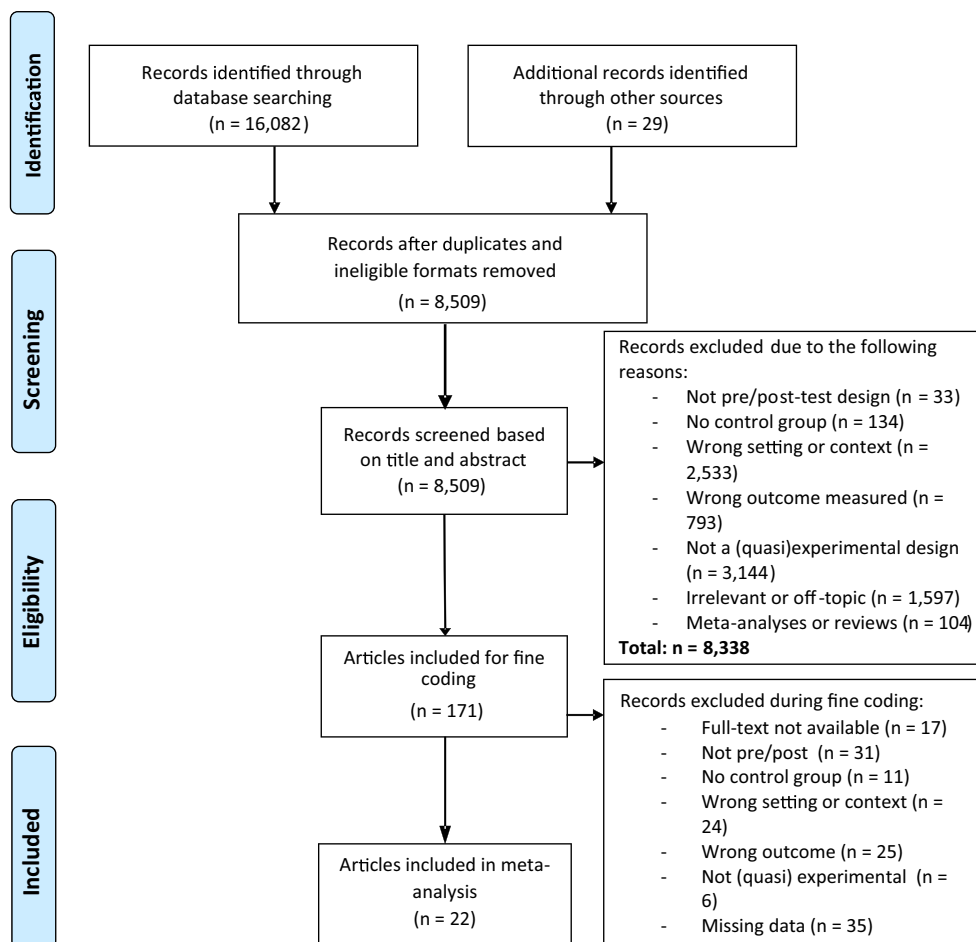 Identification
Records identified through
database searching
(n = 16,082)
Additional records identified
through other sources
(n = 29)
Records after duplicates and
ineligible formats removed
(n = 8,509)
Screening
Records screened based
on title and abstract
(n = 8,509)
Records excluded due to the following
reasons:
- Not pre/post-test design (n = 33)
- No control group (n = 134)
- Wrong setting or context (n =
2,533)
- Wrong outcome measured (n =
793)
- Not a (quasi)experimental design
(n = 3,144)
- Irrelevant or off-topic (n = 1,597)
- Meta-analyses or reviews (n = 104)
Total: n = 8,338
Eligibility
Articles included for fine
coding
(n = 171)
Records excluded during fine coding:
- Full-text not available (n = 17)
- Not pre/post (n = 31)
- No control group (n = 11)
- Wrong setting or context (n =
24)
- Wrong outcome (n = 25)
- Not (quasi) experimental (n =
6)
- Missing data (n = 35)
Included
Articles included in meta-
analysis
(n = 22)